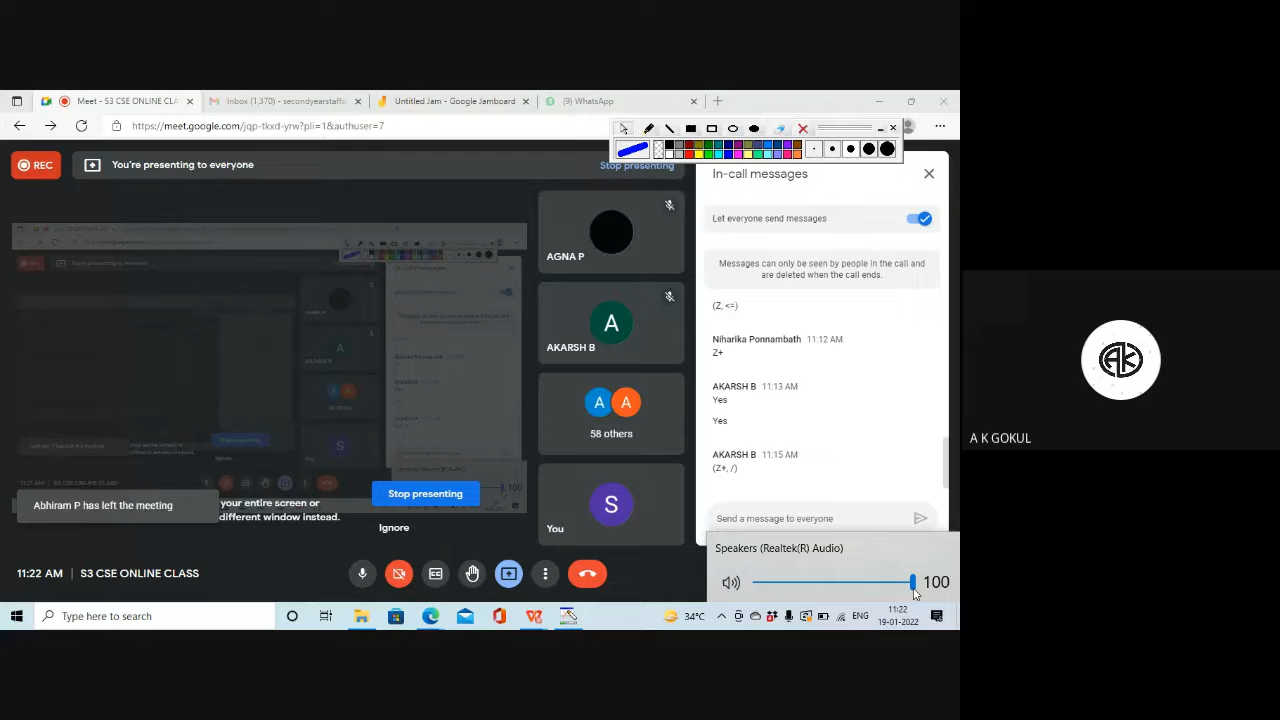 Meet - S3 CSE ONLINE CLA
Inbox (1,370) - secondyearstaffa
Untitled Jam - Google Jamboard
(9) WhatsApp
https://meet.google.com/jqp-tkxd-yrw?pli=1&authuser=7
REC
You're presenting to everyone
Stop presenting
In-call messages
Let everyone send messages
Messages can only be seen by people in the call and
are deleted when the call ends.
(Z, <=)
Niharika Ponnambath 11:12 AM
Z+
AKARSH B 11:13 AM
Yes
Yes
AKARSH B 11:15 AM
(Z+, /)
Send a message to everyone
AGNA P
A
AKARSH B
A A
58 others
S
You
Abhiram P has left the meeting
your entire screen or
different window instead.
Stop presenting
Ignore
Speakers (Realtek(R) Audio)
100
11:22 AM | S3 CSE ONLINE CLASS
Type here to search
34°C
ENG
11:22
19-01-2022
AK
A K GOKUL